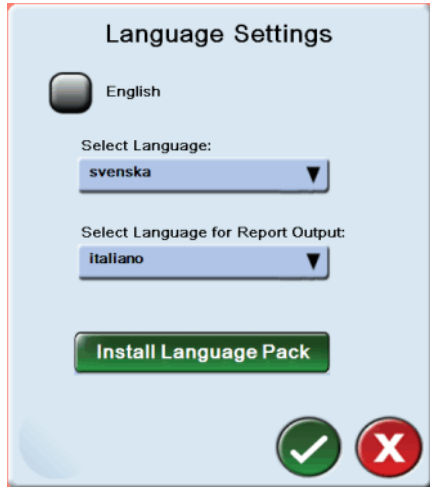 Language Settings
English
Select Language:
svenska
Select Language for Report Output:
italiano
Install Language Pack